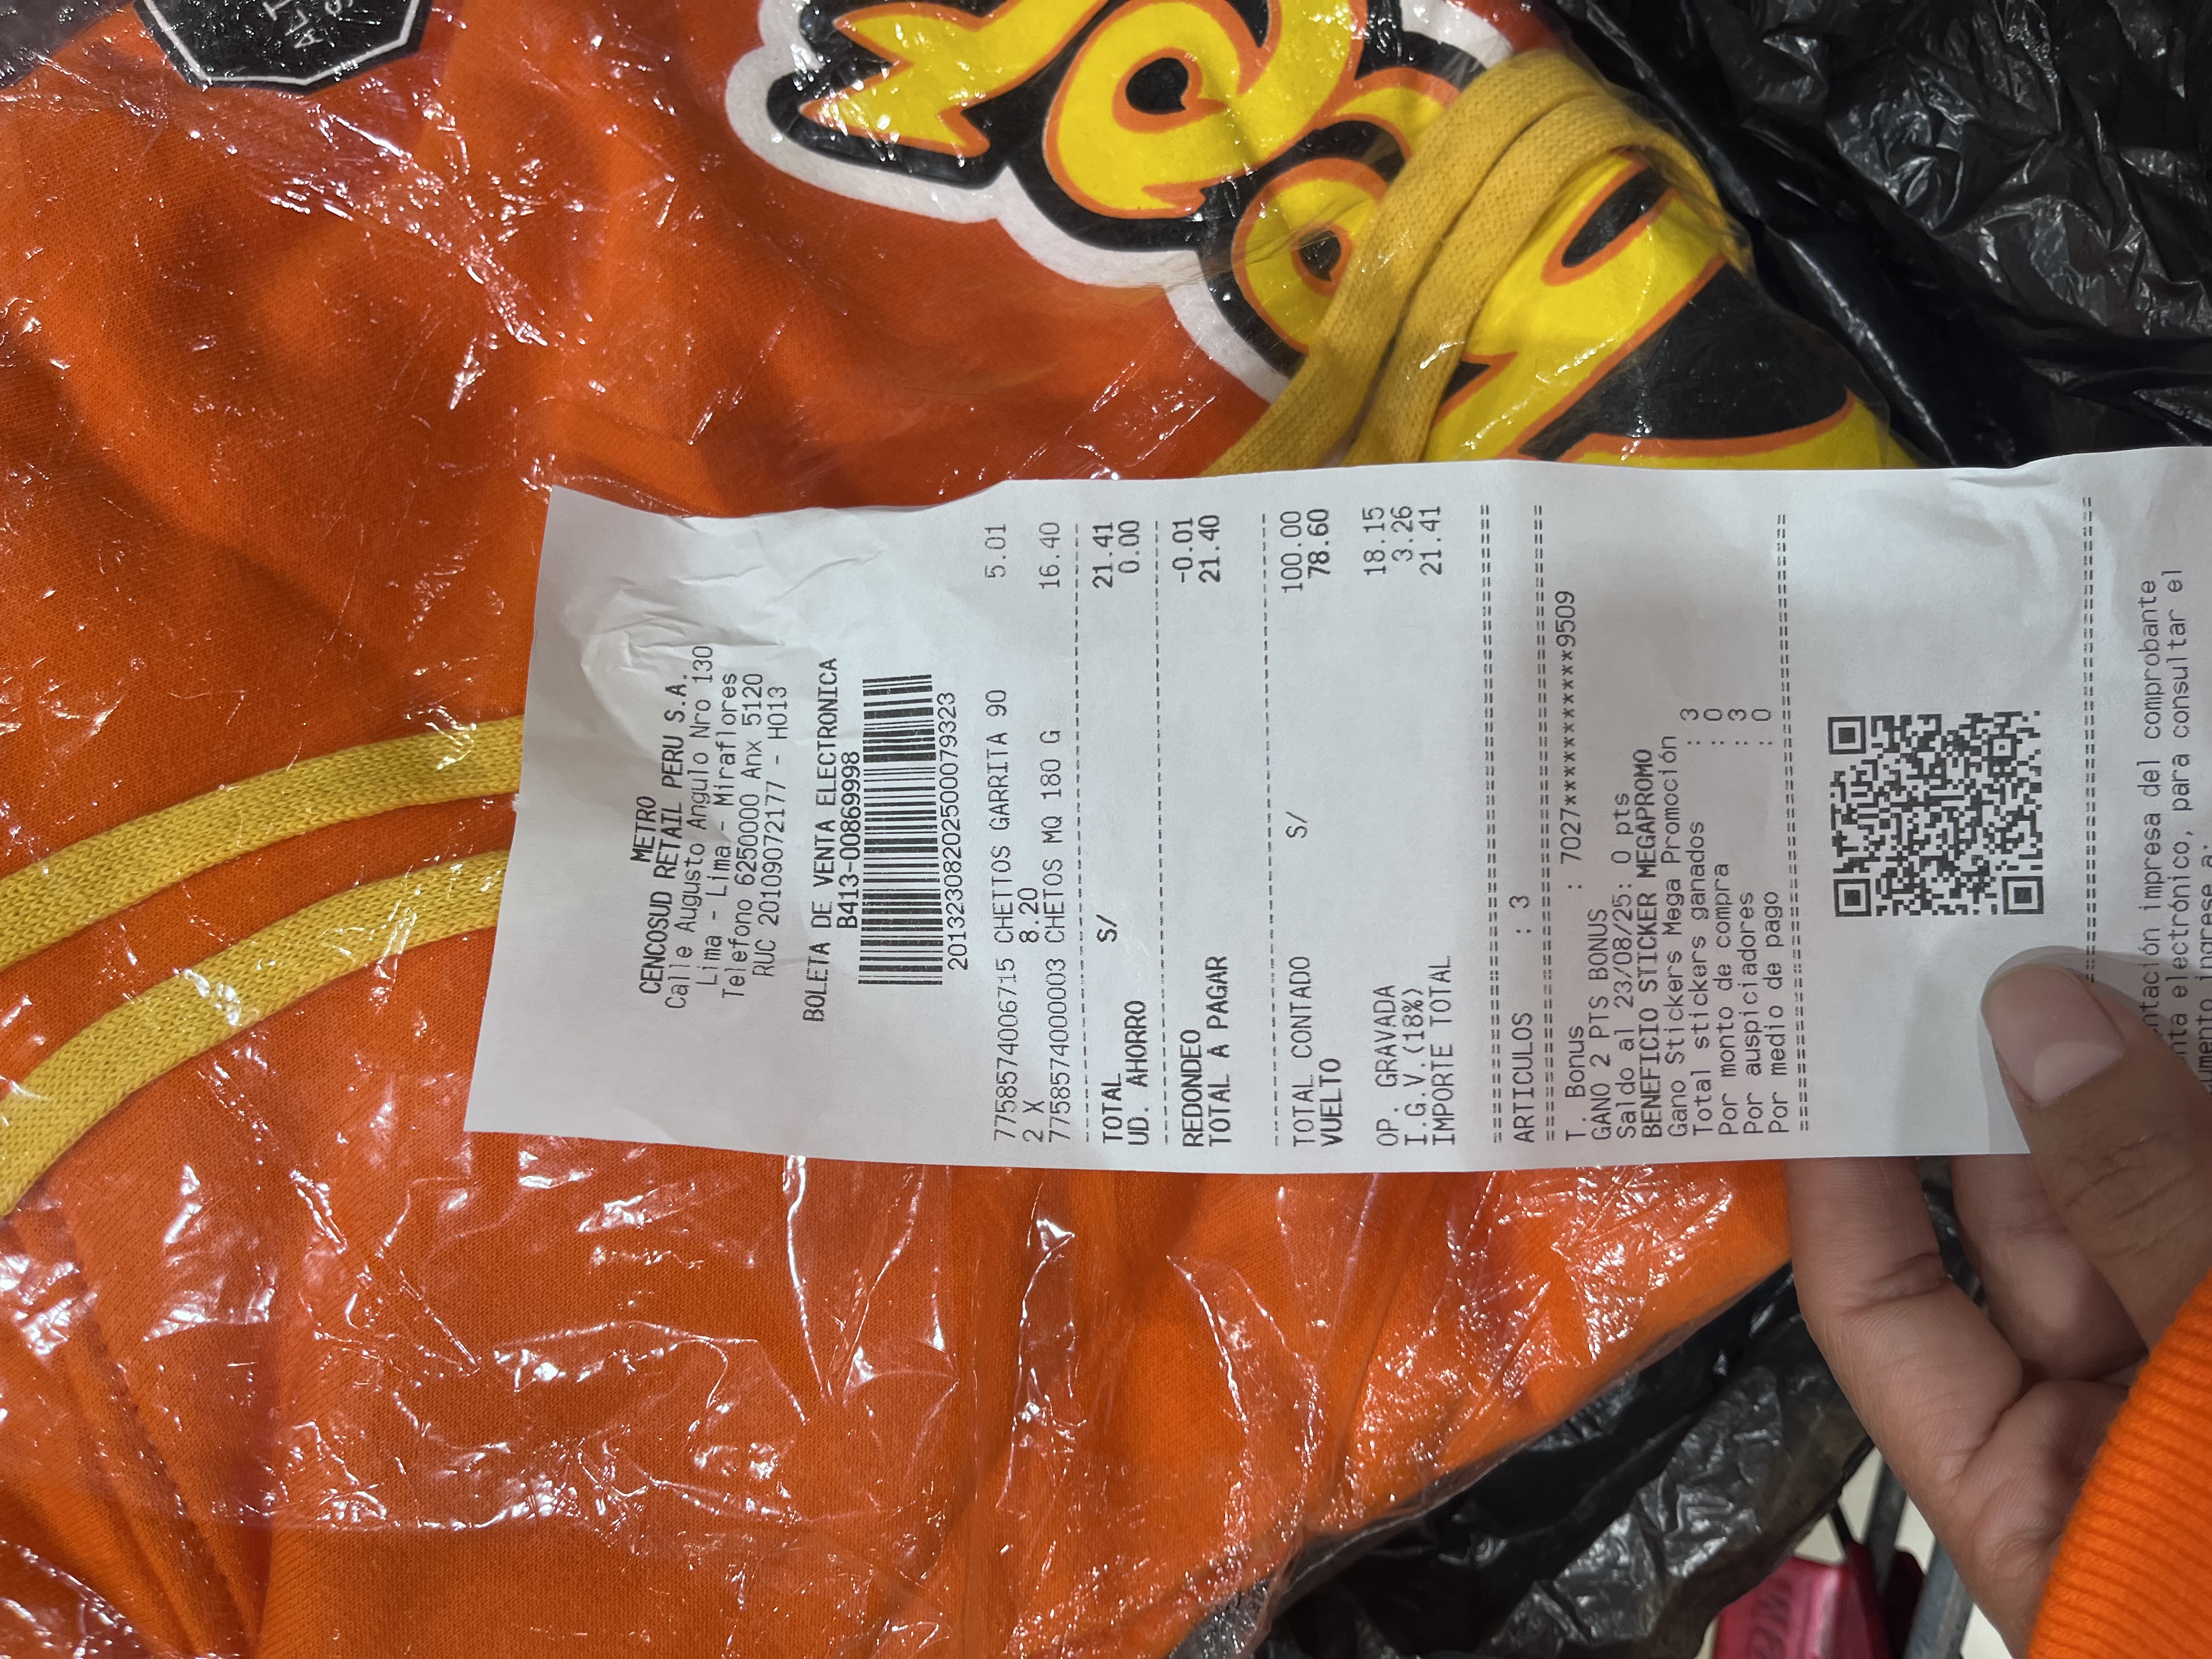 METRO
CENCOSUD RETAIL PERU S.A.
Calle Augusto Angulo Nro 130
Lima - Lima - Miraflores
Telefono 6250000 Anx 5120
RUC 20109072177 - H013
BOLETA DE VENTA ELECTRONICA
B413-00869998
20132308202500079323
7758574006715 CHETTOS GARRITA 90 5.01
2 X 8.20
7758574000003 CHETOS MQ 180 G 16.40
TOTAL S/ 21.41
UD. AHORRO 0.00
REDONDEO -0.01
TOTAL A PAGAR 21.40
TOTAL CONTADO S/ 100.00
VUELTO 78.60
OP. GRAVADA 18.15
I.G.V.(18%) 3.26
IMPORTE TOTAL 21.41
ARTICULOS : 3
T. Bonus : 7027***********9509
GANO 2 PTS BONUS
Saldo al 23/08/25: 0 pts
BENEFICIO STICKER MEGAPROMO
Gano Stickers Mega Promoción
Total stickers ganados : 3
Por monto de compra : 0
Por auspiciadores : 3
Por medio de pago : 0
impresa del comprobante
electrónico, para consultar el
ingrese a: